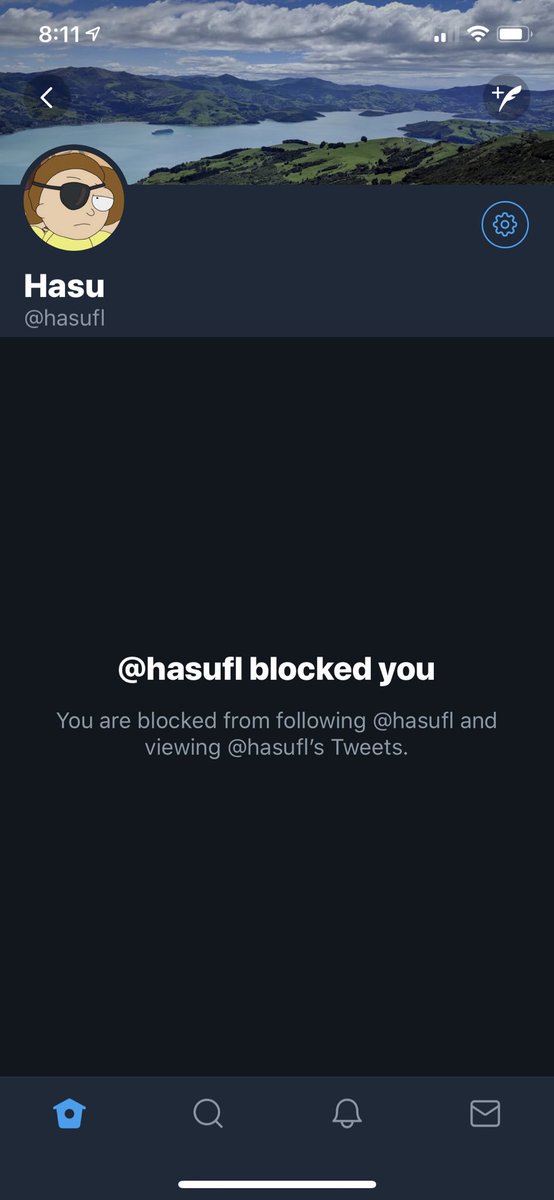 8:11
Hasu
@hasufl
@hasufl blocked you
You are blocked from following @hasufl and
viewing @hasufl’s Tweets.